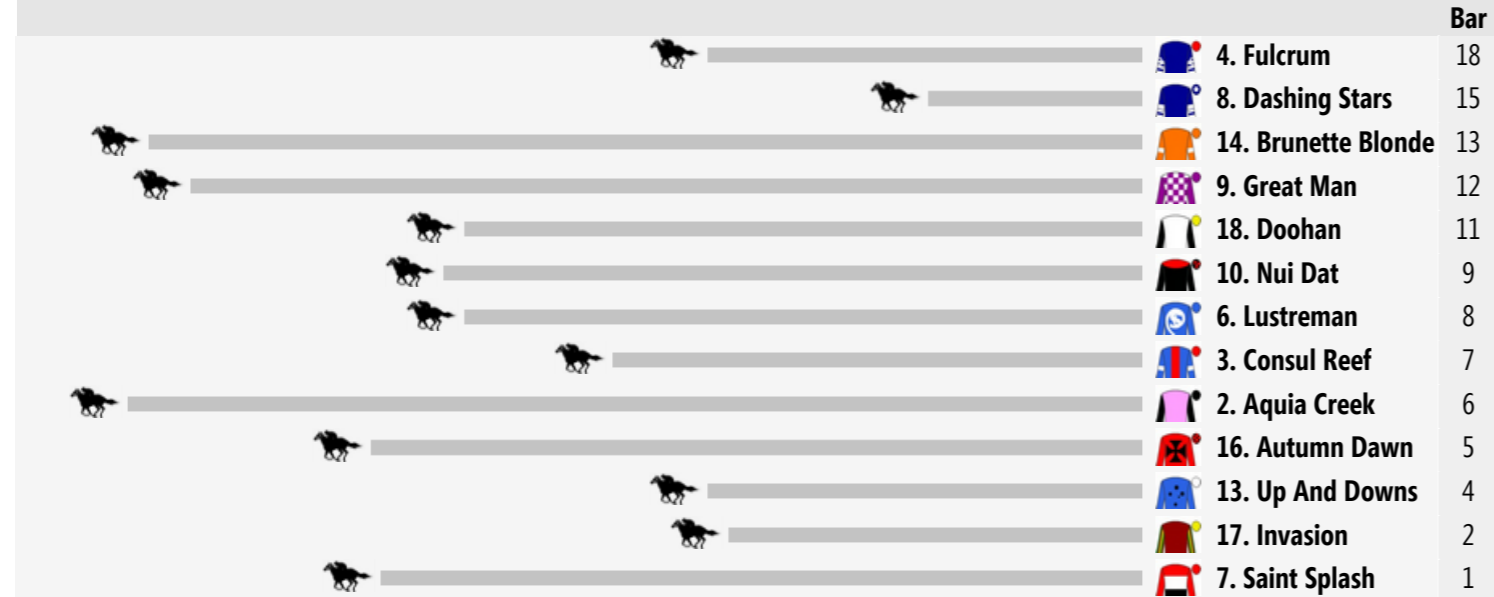 Bar
4. Fulcrum 18
8. Dashing Stars 15
14. Brunette Blonde 13
9. Great Man 12
18. Doohan 11
10. Nui Dat 9
6. Lustreman 8
3. Consul Reef 7
2. Aquia Creek 6
16. Autumn Dawn 5
13. Up And Downs 4
17. Invasion 2
7. Saint Splash 1